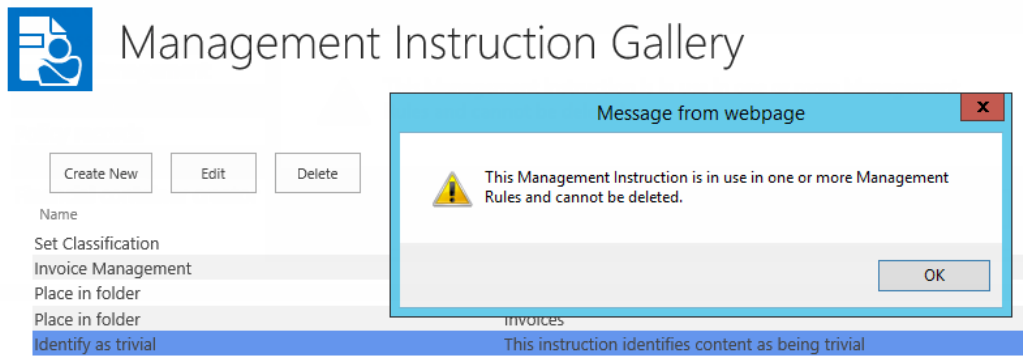 Management Instruction Gallery
Message from webpage
x
This Management Instruction is in use in one or more Management
Rules and cannot be deleted.
OK
Create New Edit Delete
Name
Set Classification
Invoice Management
Place in folder
Place in folder Invoices
Identify as trivial This instruction identifies content as being trivial